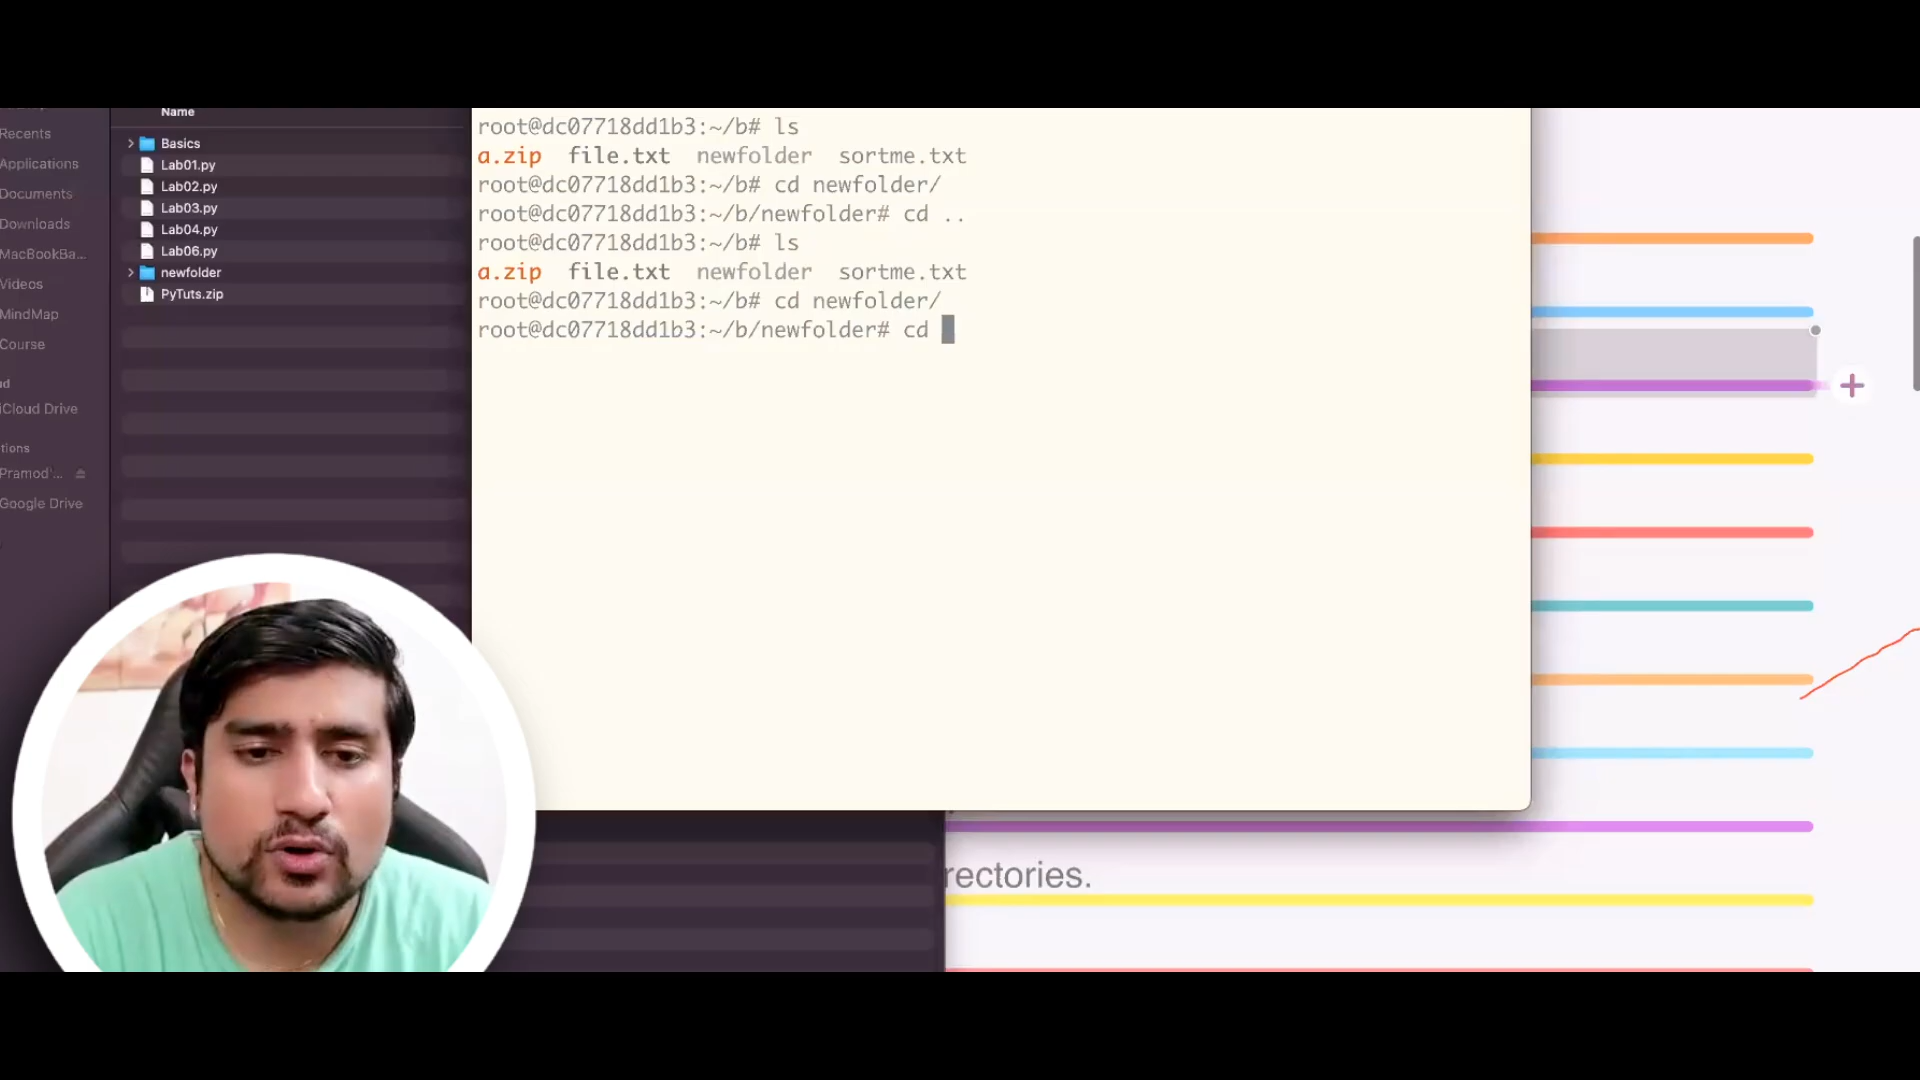 Name
Recents
Applications
Documents
Downloads
MacBookBa...
Videos
MindMap
Course
iCloud Drive
Pramod'...
Google Drive
Basics
Lab01.py
Lab02.py
Lab03.py
Lab04.py
Lab06.py
newfolder
PyTuts.zip
root@dc07718dd1b3:~/b# ls
a.zip  file.txt  newfolder  sortme.txt
root@dc07718dd1b3:~/b# cd newfolder/
root@dc07718dd1b3:~/b/newfolder# cd ..
root@dc07718dd1b3:~/b# ls
a.zip  file.txt  newfolder  sortme.txt
root@dc07718dd1b3:~/b# cd newfolder/
root@dc07718dd1b3:~/b/newfolder# cd
rectories.